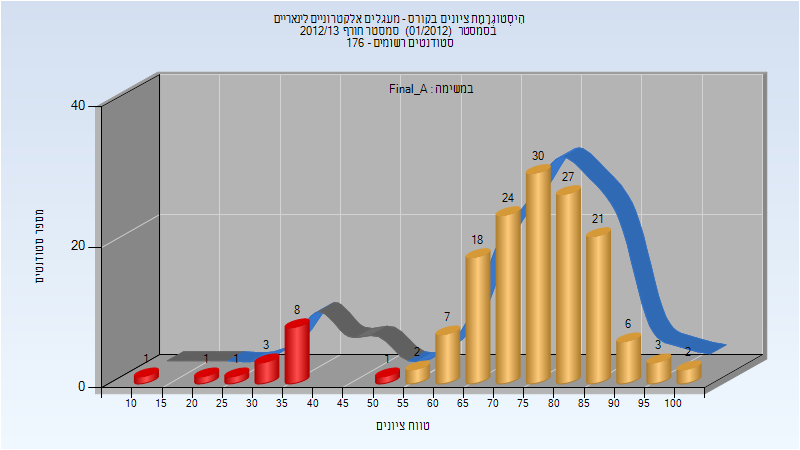 היסטוגרמת ציונים בקורס - מעגלים אלקטרוניים לינאריים
בסמסטר (01/2012) סמסטר חורף 2012/13
סטודנטים רשומים - 176
במשימה : Final_A
מספר סטודנטים
40
20
0
1 1 1 3 8 1 2 7 18 24 30 27 21 6 3 2
10 15 20 25 30 35 40 45 50 55 60 65 70 75 80 85 90 95 100
טווח ציונים